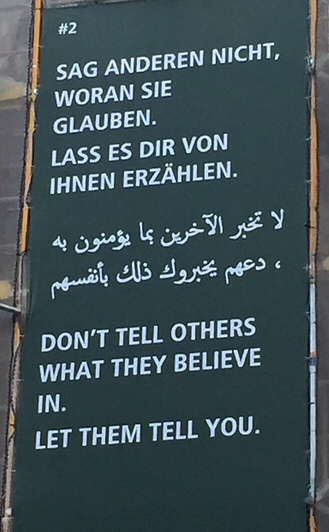 #2
SAG ANDEREN NICHT,
WORAN SIE
GLAUBEN.
LASS ES DIR VON
IHNEN ERZÄHLEN.
لا تخبر الآخرين بما يؤمنون به
، دعهم يخبروك ذلك بأنفسهم
DON'T TELL OTHERS
WHAT THEY BELIEVE
IN.
LET THEM TELL YOU.